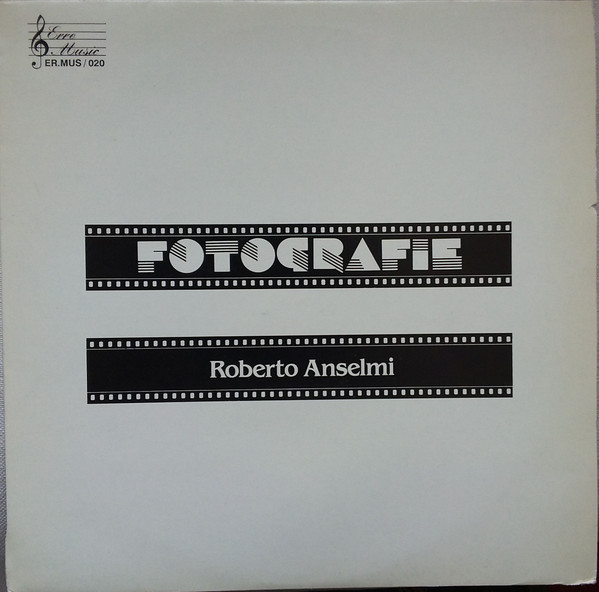 Erre
Music
ER.MUS/020
FOTOGRAFIE
Roberto Anselmi